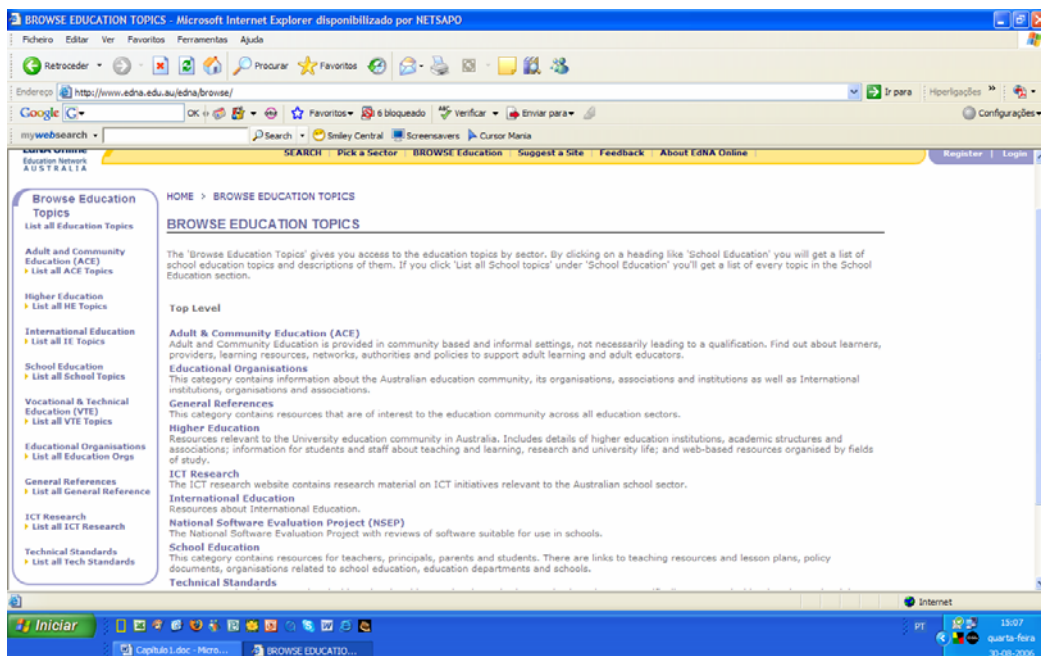 BROWSE EDUCATION TOPICS - Microsoft Internet Explorer disponibilizado por NETSAPO
Ficheiro Editar Ver Favoritos Ferramentas Ajuda
Retroceder Procurar Favoritos
Endereço http://www.edna.edu.au/edna/browse/ Ir para Hiperligações »
Google G OK Favoritos 6 bloqueado Verificar Enviar para Configurações
mywebsearch Search Smiley Central Screensavers Cursor Mania
EdNA Online SEARCH | Pick a Sector | BROWSE Education | Suggest a Site | Feedback | About EdNA Online Register | Login
Education Network
AUSTRALIA
Browse Education
Topics
List all Education Topics
Adult and Community
Education (ACE)
List all ACE Topics
Higher Education
List all HE Topics
International Education
List all IE Topics
School Education
List all School Topics
Vocational & Technical
Education (VTE)
List all VTE Topics
Educational Organisations
List all Education Orgs
General References
List all General Reference
ICT Research
List all ICT Research
Technical Standards
List all Tech Standards
HOME > BROWSE EDUCATION TOPICS
BROWSE EDUCATION TOPICS
The 'Browse Education Topics' gives you access to the education topics by sector. By clicking on a heading like 'School Education' you will get a list of
school education topics and descriptions of them. If you click 'List all School topics' under 'School Education' you'll get a list of every topic in the School
Education section.
Top Level
Adult & Community Education (ACE)
Adult and Community Education is provided in community based and informal settings, not necessarily leading to a qualification. Find out about learners,
providers, learning resources, networks, authorities and policies to support adult learning and adult educators.
Educational Organisations
This category contains information about the Australian education community, its organisations, associations and institutions as well as International
institutions, organisations and associations.
General References
This category contains resources that are of interest to the education community across all education sectors.
Higher Education
Resources relevant to the University education community in Australia. Includes details of higher education institutions, academic structures and
associations; information for students and staff about teaching and learning, research and university life; and web-based resources organised by fields
of study.
ICT Research
The ICT research website contains research material on ICT initiatives relevant to the Australian school sector.
International Education
Resources about International Education.
National Software Evaluation Project (NSEP)
The National Software Evaluation Project with reviews of software suitable for use in schools.
School Education
This category contains resources for teachers, principals, parents and students. There are links to teaching resources and lesson plans, policy
documents, organisations related to school education, education departments and schools.
Technical Standards
Internet
Iniciar PT 15:07
Capítulo1.doc - Micro... BROWSE EDUCATIO... quarta-feira
30-08-2006